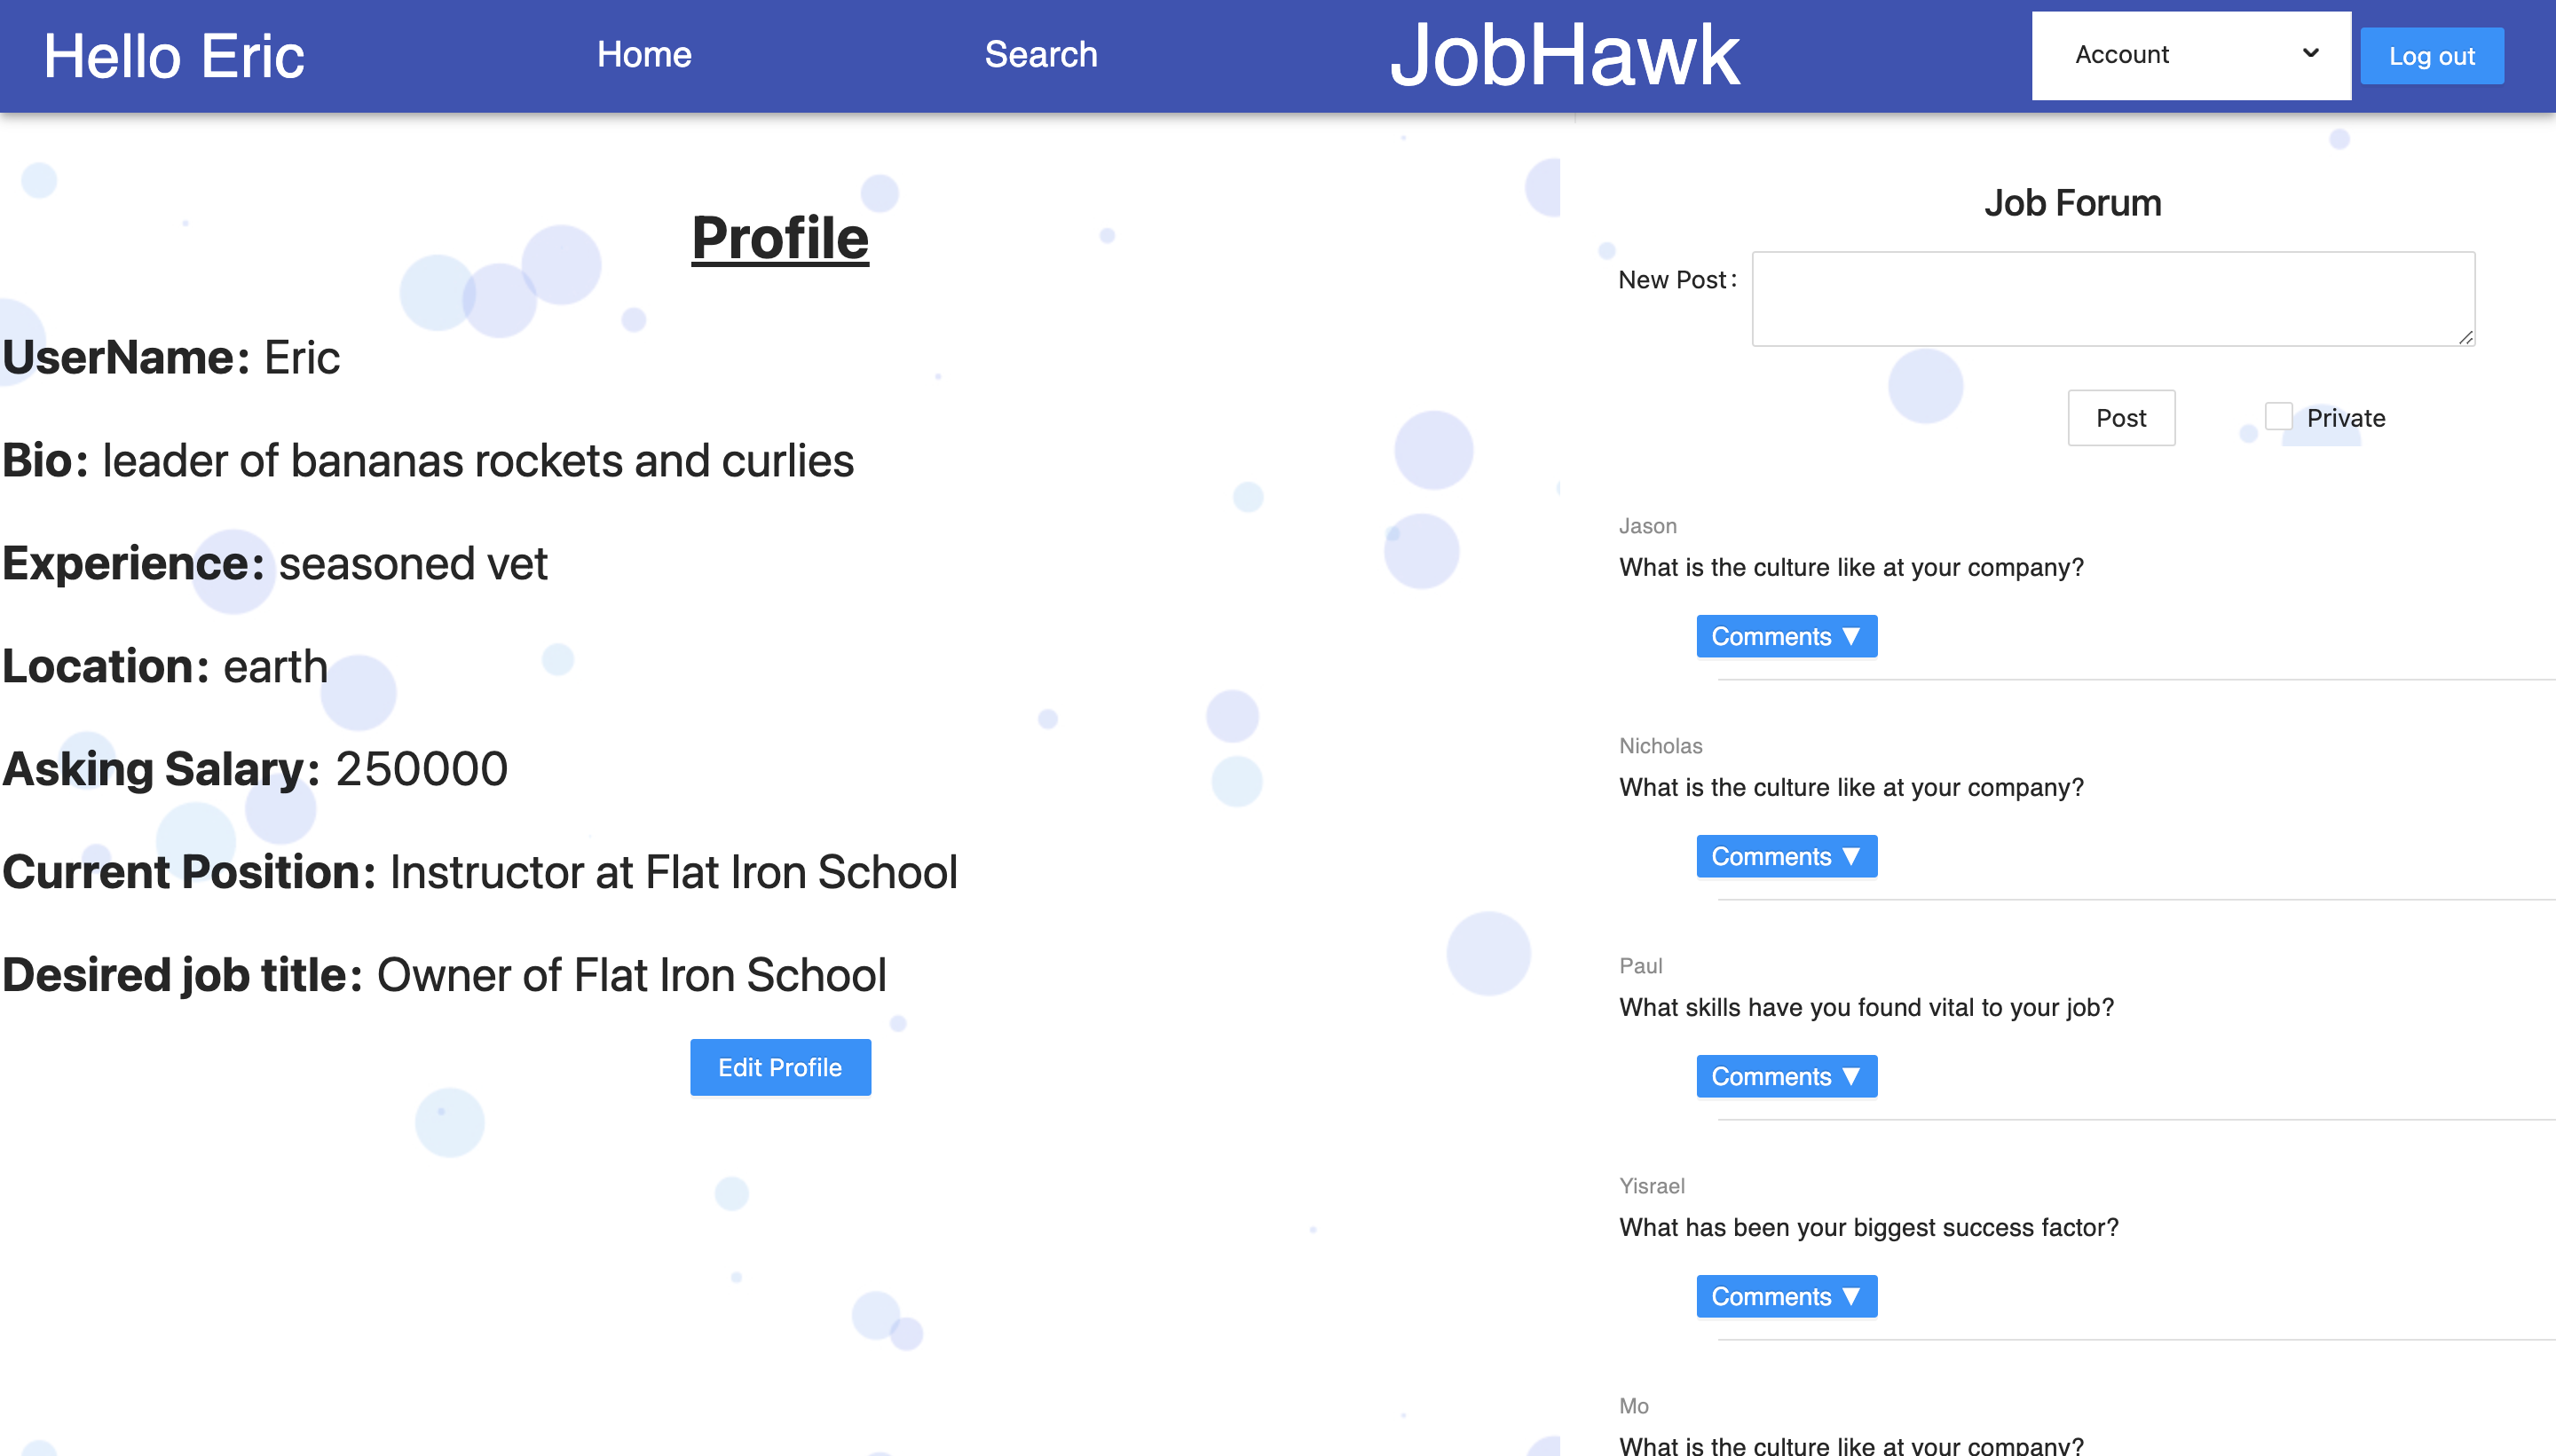 Hello Eric
Home
Search
JobHawk
Account
Log out
Profile
UserName: Eric
Bio: leader of bananas rockets and curlies
Experience: seasoned vet
Location: earth
Asking Salary: 250000
Current Position: Instructor at Flat Iron School
Desired job title: Owner of Flat Iron School
Edit Profile
Job Forum
New Post:
Post
Private
Jason
What is the culture like at your company?
Comments ▼
Nicholas
What is the culture like at your company?
Comments ▼
Paul
What skills have you found vital to your job?
Comments ▼
Yisrael
What has been your biggest success factor?
Comments ▼
Mo
What is the culture like at your company?